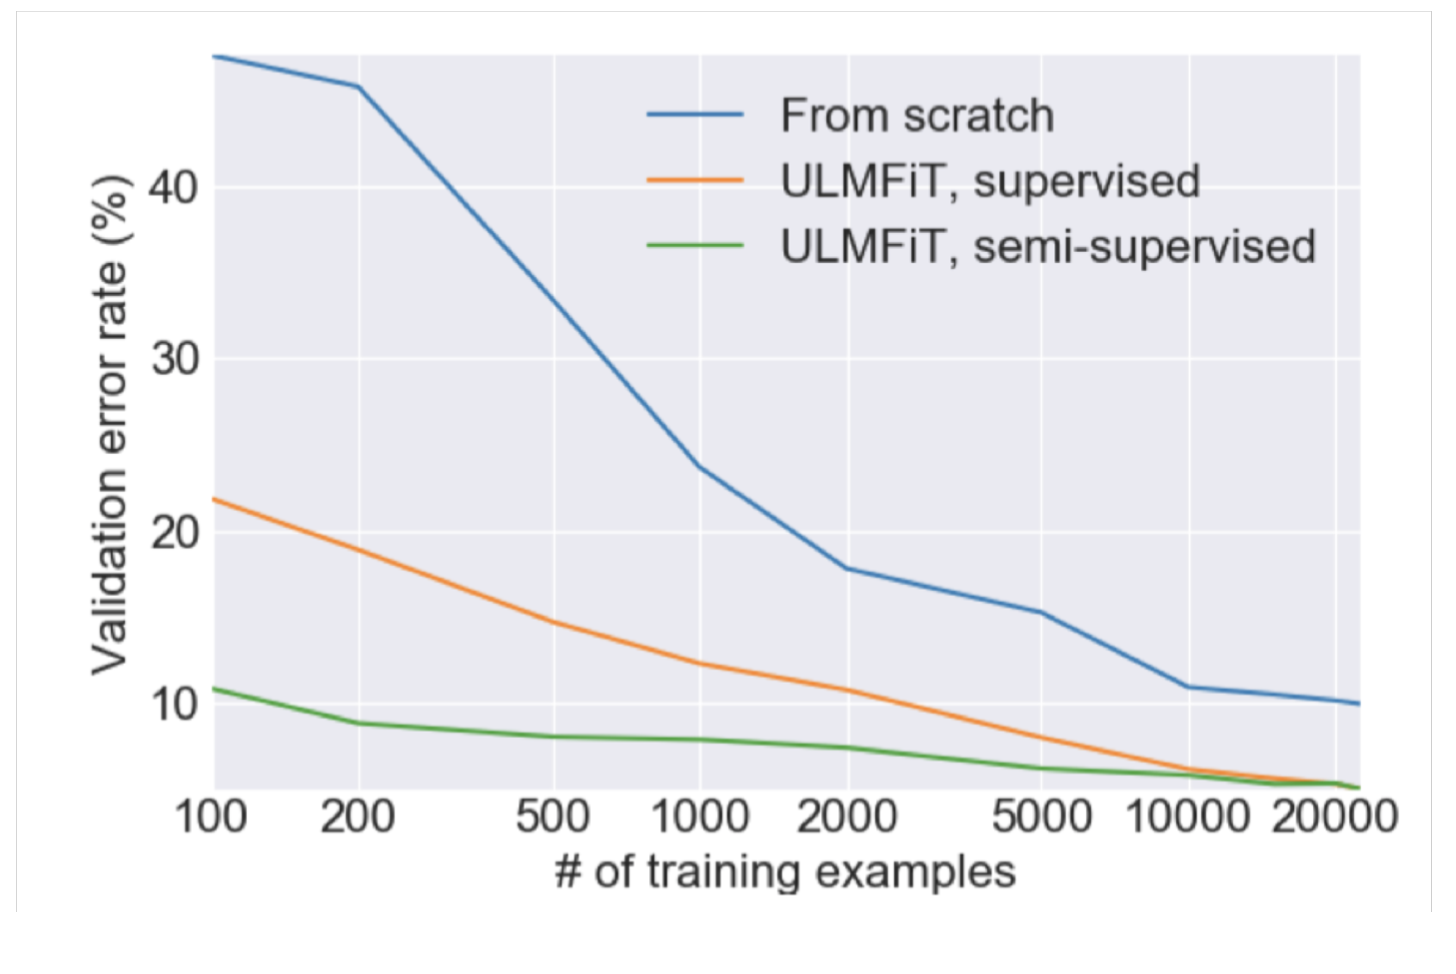 From scratch
ULMFiT, supervised
ULMFiT, semi-supervised
Validation error rate (%)
40
30
20
10
100 200 500 1000 2000 5000 10000 20000
# of training examples